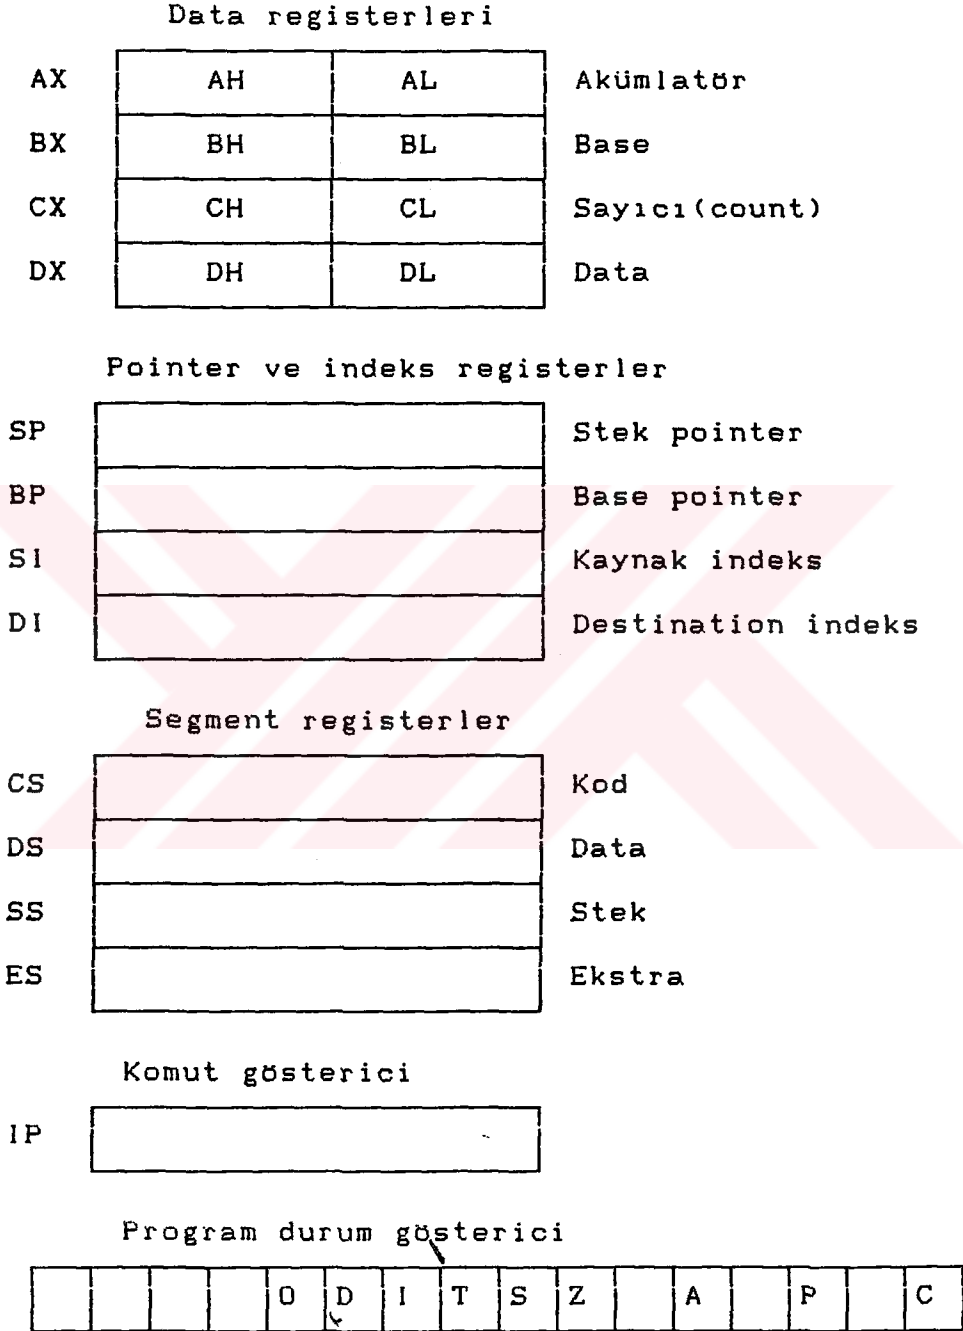 Data registerleri
AX AH AL Akümlatör
BX BH BL Base
CX CH CL Sayıcı(count)
DX DH DL Data
Pointer ve indeks registerler
SP Stek pointer
BP Base pointer
SI Kaynak indeks
DI Destination indeks
Segment registerler
CS Kod
DS Data
SS Stek
ES Ekstra
Komut gösterici
IP
Program durum gösterici
O D I T S Z A P C